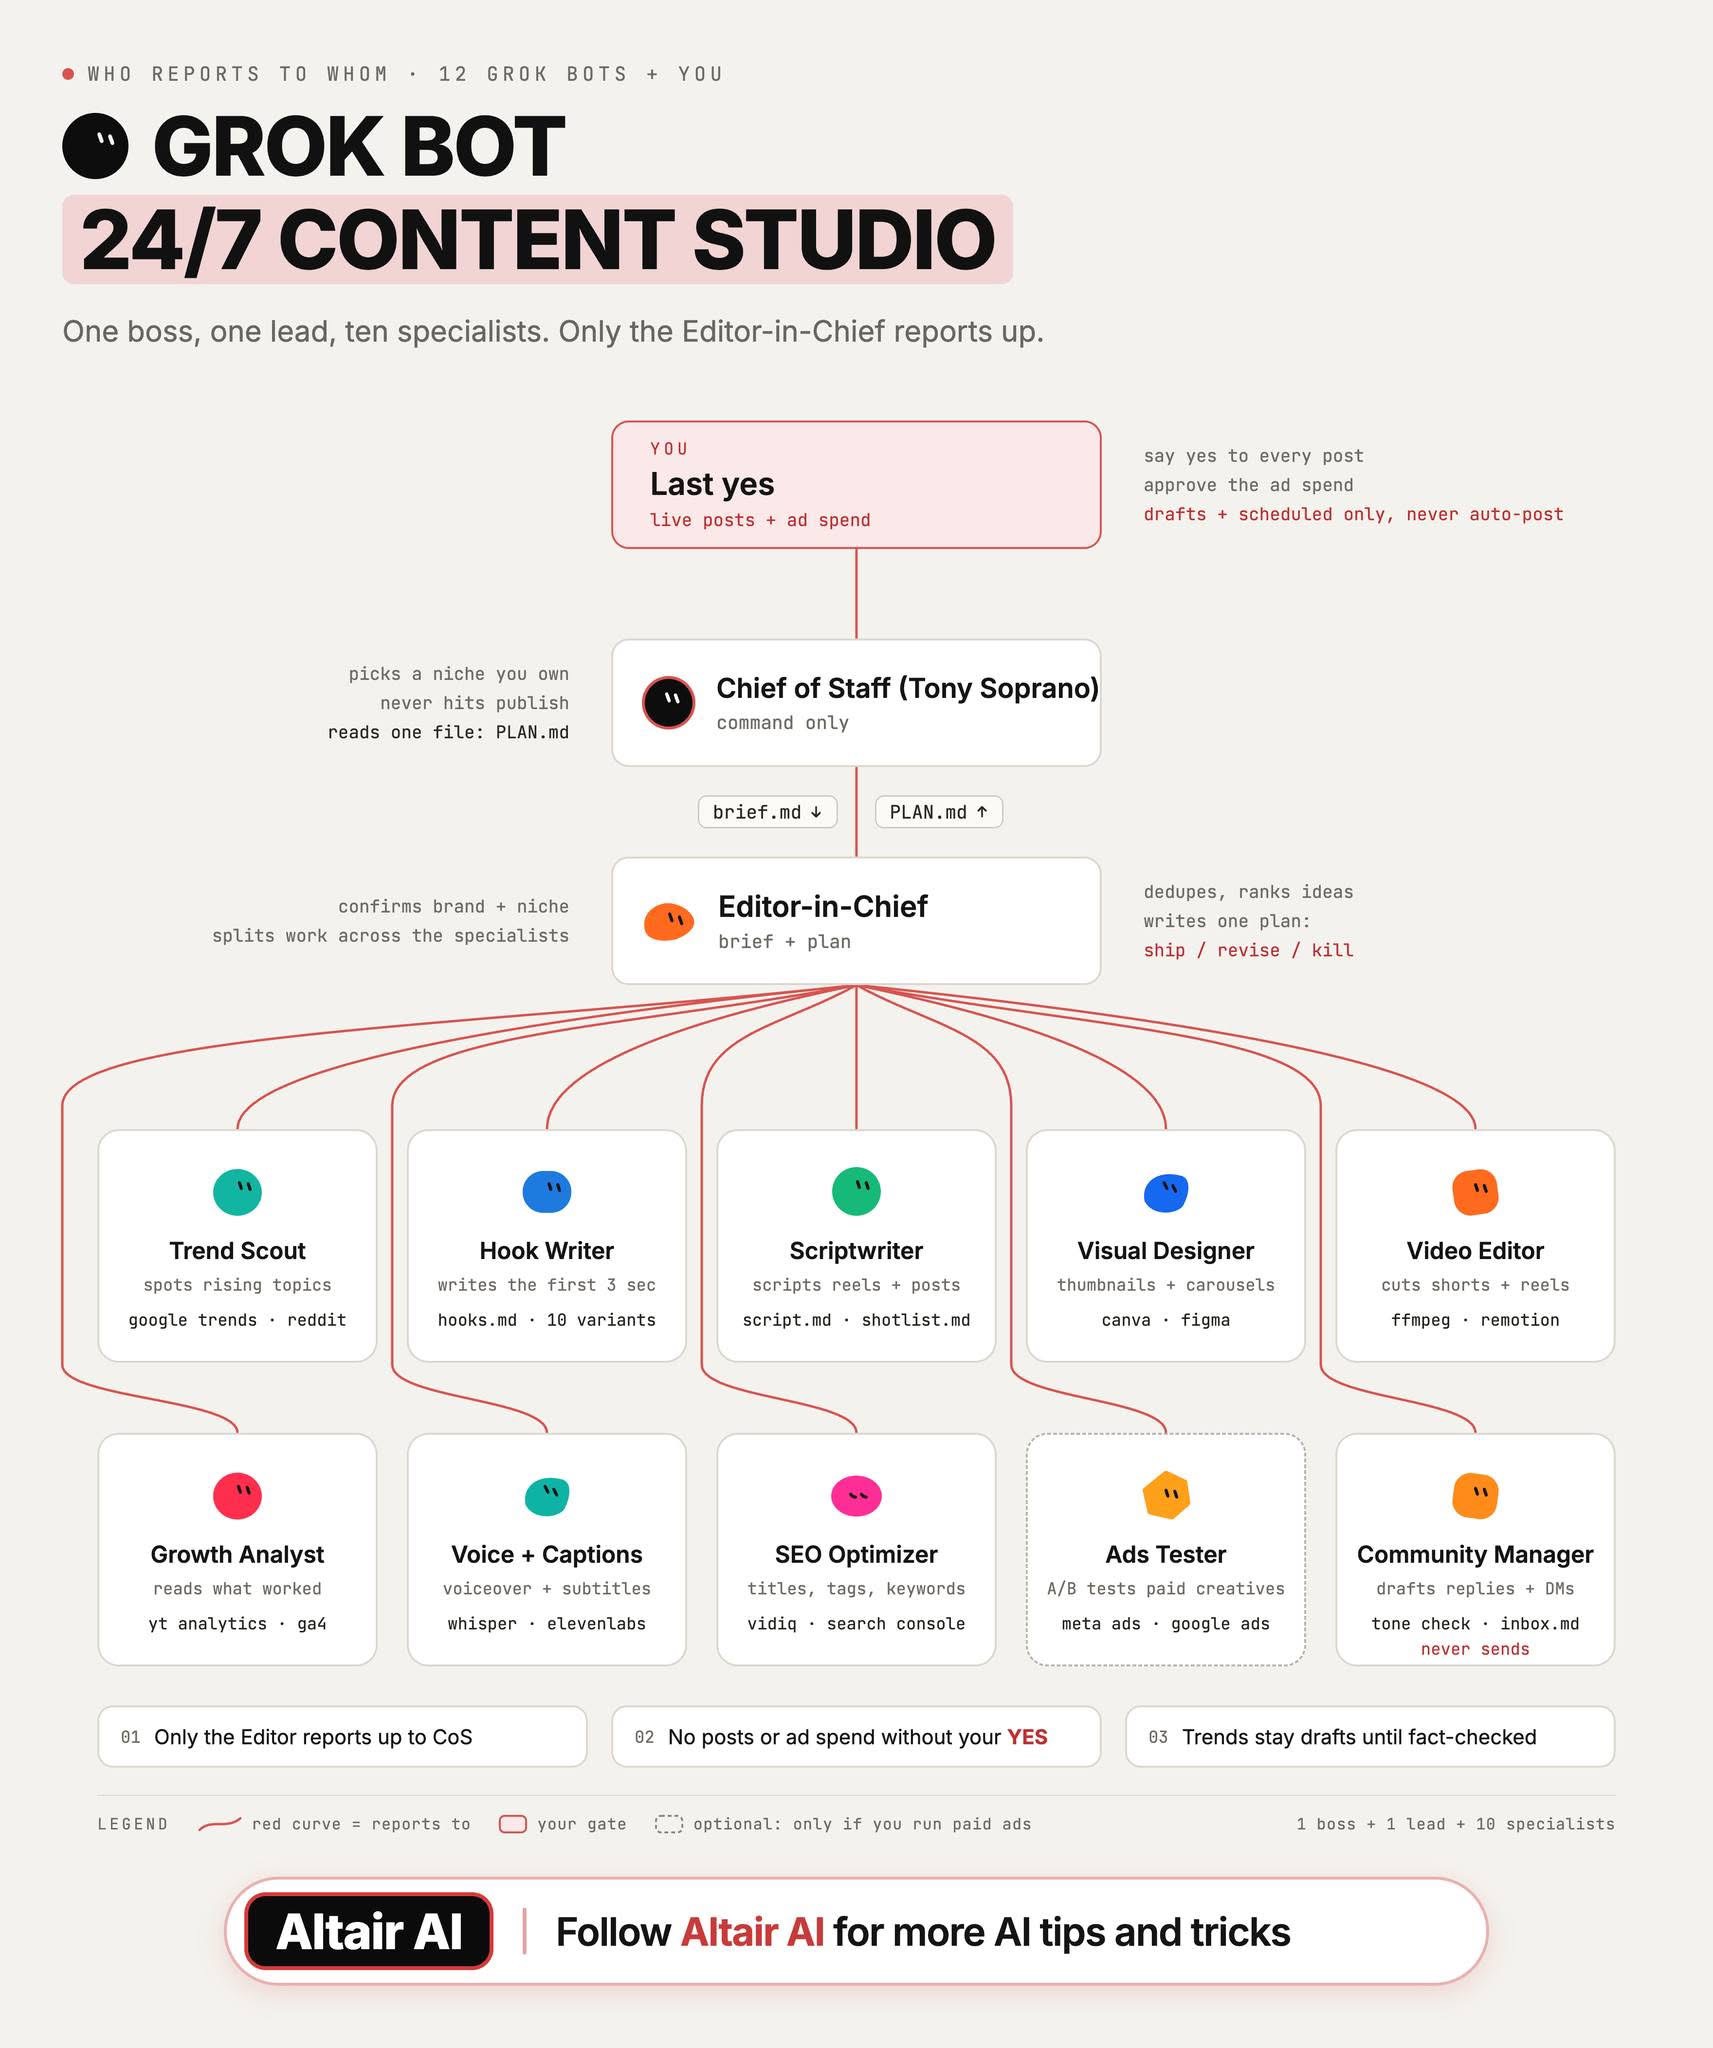 WHO REPORTS TO WHOM · 12 GROK BOTS + YOU
GROK BOT
24/7 CONTENT STUDIO
One boss, one lead, ten specialists. Only the Editor-in-Chief reports up.
YOU
Last yes
live posts + ad spend
say yes to every post
approve the ad spend
drafts + scheduled only, never auto-post
picks a niche you own
never hits publish
reads one file: PLAN.md
Chief of Staff (Tony Soprano)
command only
brief.md ↓
PLAN.md ↑
confirms brand + niche
splits work across the specialists
Editor-in-Chief
brief + plan
dedupes, ranks ideas
writes one plan:
ship / revise / kill
Trend Scout
spots rising topics
google trends · reddit
Hook Writer
writes the first 3 sec
hooks.md · 10 variants
Scriptwriter
scripts reels + posts
script.md · shotlist.md
Visual Designer
thumbnails + carousels
canva · figma
Video Editor
cuts shorts + reels
ffmpeg · remotion
Growth Analyst
reads what worked
yt analytics · ga4
Voice + Captions
voiceover + subtitles
whisper · elevenlabs
SEO Optimizer
titles, tags, keywords
vidiq · search console
Ads Tester
A/B tests paid creatives
meta ads · google ads
Community Manager
drafts replies + DMs
tone check · inbox.md
never sends
01 Only the Editor reports up to CoS
02 No posts or ad spend without your YES
03 Trends stay drafts until fact-checked
LEGEND
red curve = reports to
your gate
optional: only if you run paid ads
1 boss + 1 lead + 10 specialists
Altair AI
Follow Altair AI for more AI tips and tricks